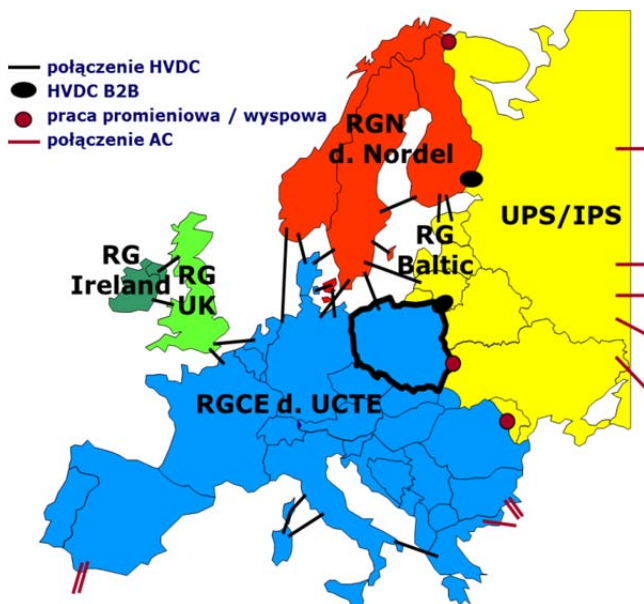 połączenie HVDC
HVDC B2B
praca promieniowa / wyspowa
połączenie AC
RGN
d. Nordel
UPS/IPS
RG
Baltic
RG
Ireland
RG
UK
RGCE d. UCTE